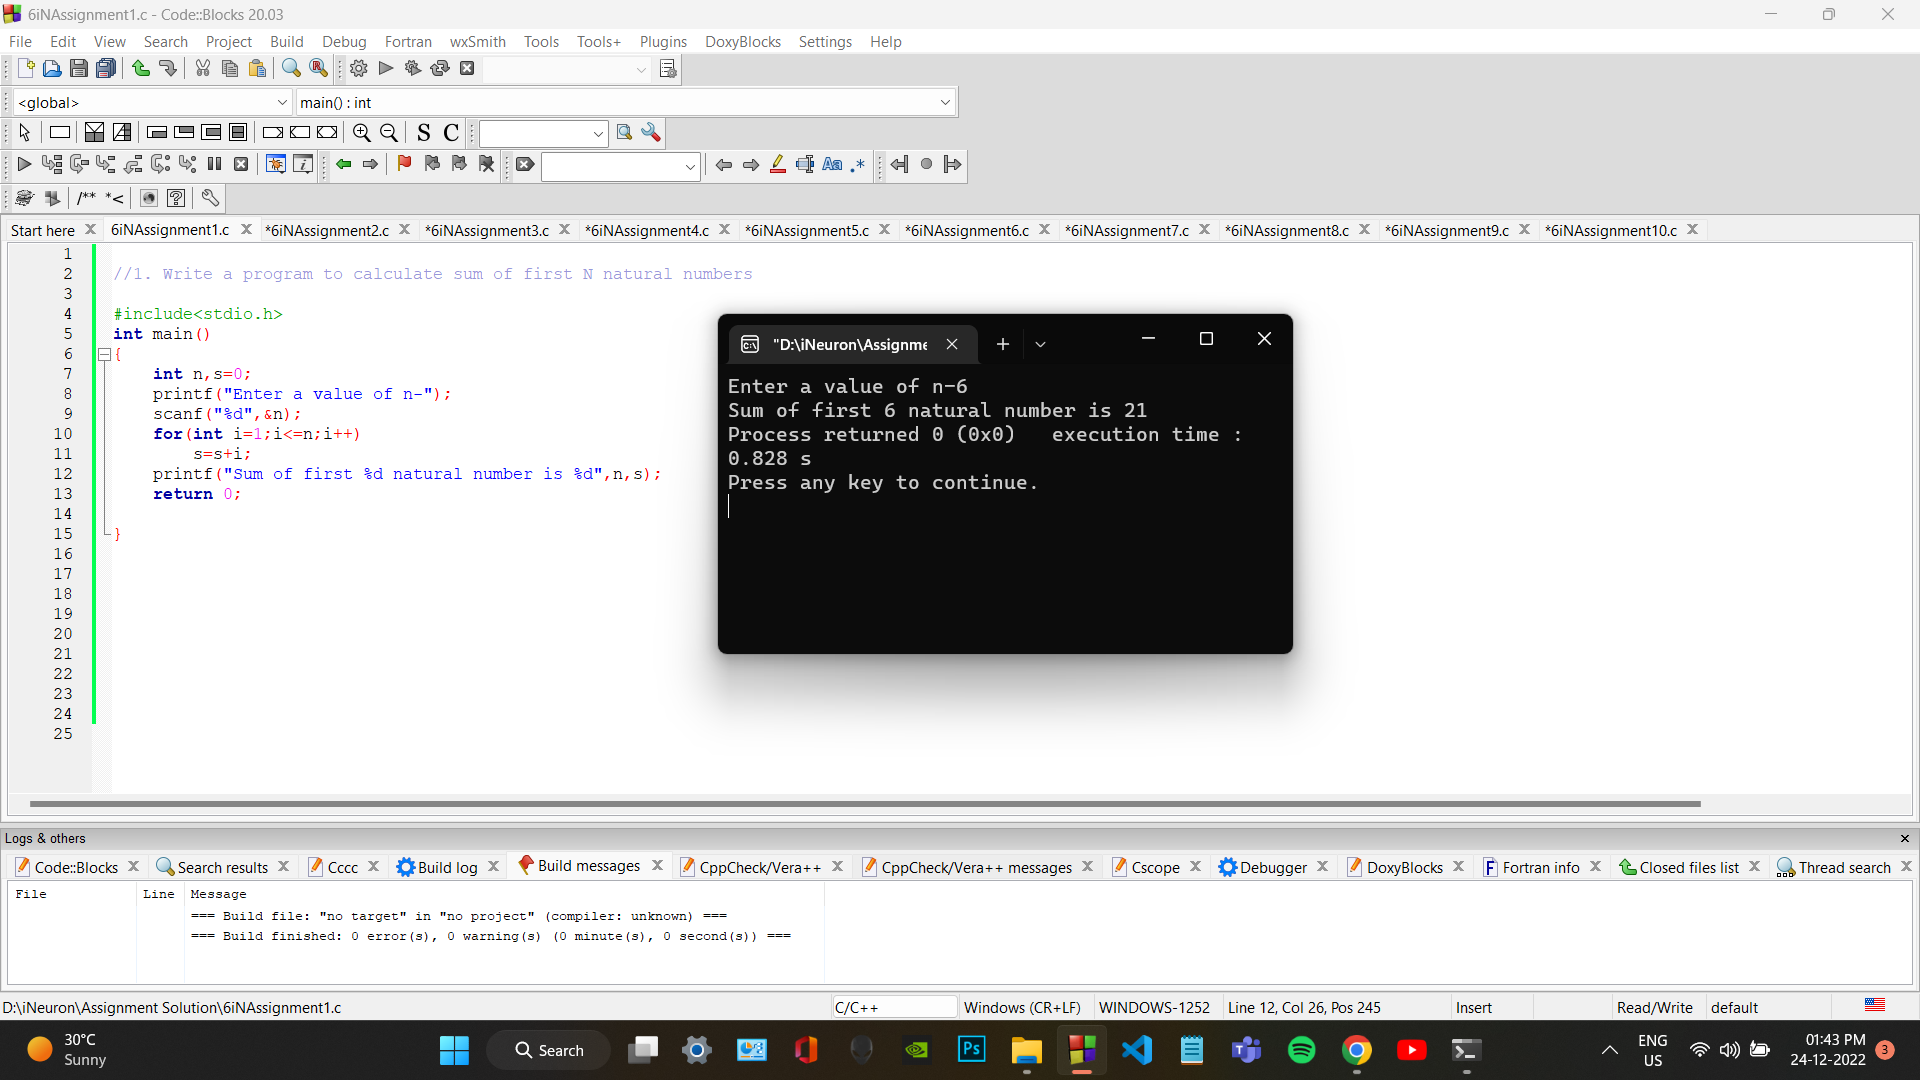 6iNAssignment1.c - Code::Blocks 20.03
File Edit View Search Project Build Debug Fortran wxSmith Tools Tools+ Plugins DoxyBlocks Settings Help
<global> main() : int
S C
Aa .*
/** *<
Start here 6iNAssignment1.c *6iNAssignment2.c *6iNAssignment3.c *6iNAssignment4.c *6iNAssignment5.c *6iNAssignment6.c *6iNAssignment7.c *6iNAssignment8.c *6iNAssignment9.c *6iNAssignment10.c
1
2 //1. Write a program to calculate sum of first N natural numbers
3
4 #include<stdio.h>
5 int main()
6 {
7 int n,s=0;
8 printf("Enter a value of n-");
9 scanf("%d",&n);
10 for(int i=1;i<=n;i++)
11 s=s+i;
12 printf("Sum of first %d natural number is %d",n,s);
13 return 0;
14
15 }
16
17
18
19
20
21
22
23
24
25
"D:\iNeuron\Assignme
Enter a value of n-6
Sum of first 6 natural number is 21
Process returned 0 (0x0) execution time :
0.828 s
Press any key to continue.
Logs & others
Code::Blocks Search results Cccc Build log Build messages CppCheck/Vera++ CppCheck/Vera++ messages Cscope Debugger DoxyBlocks Fortran info Closed files list Thread search
File Line Message
=== Build file: "no target" in "no project" (compiler: unknown) ===
=== Build finished: 0 error(s), 0 warning(s) (0 minute(s), 0 second(s)) ===
D:\iNeuron\Assignment Solution\6iNAssignment1.c C/C++ Windows (CR+LF) WINDOWS-1252 Line 12, Col 26, Pos 245 Insert Read/Write default
30°C
Sunny
Search
Ps
ENG
US
01:43 PM
24-12-2022
3